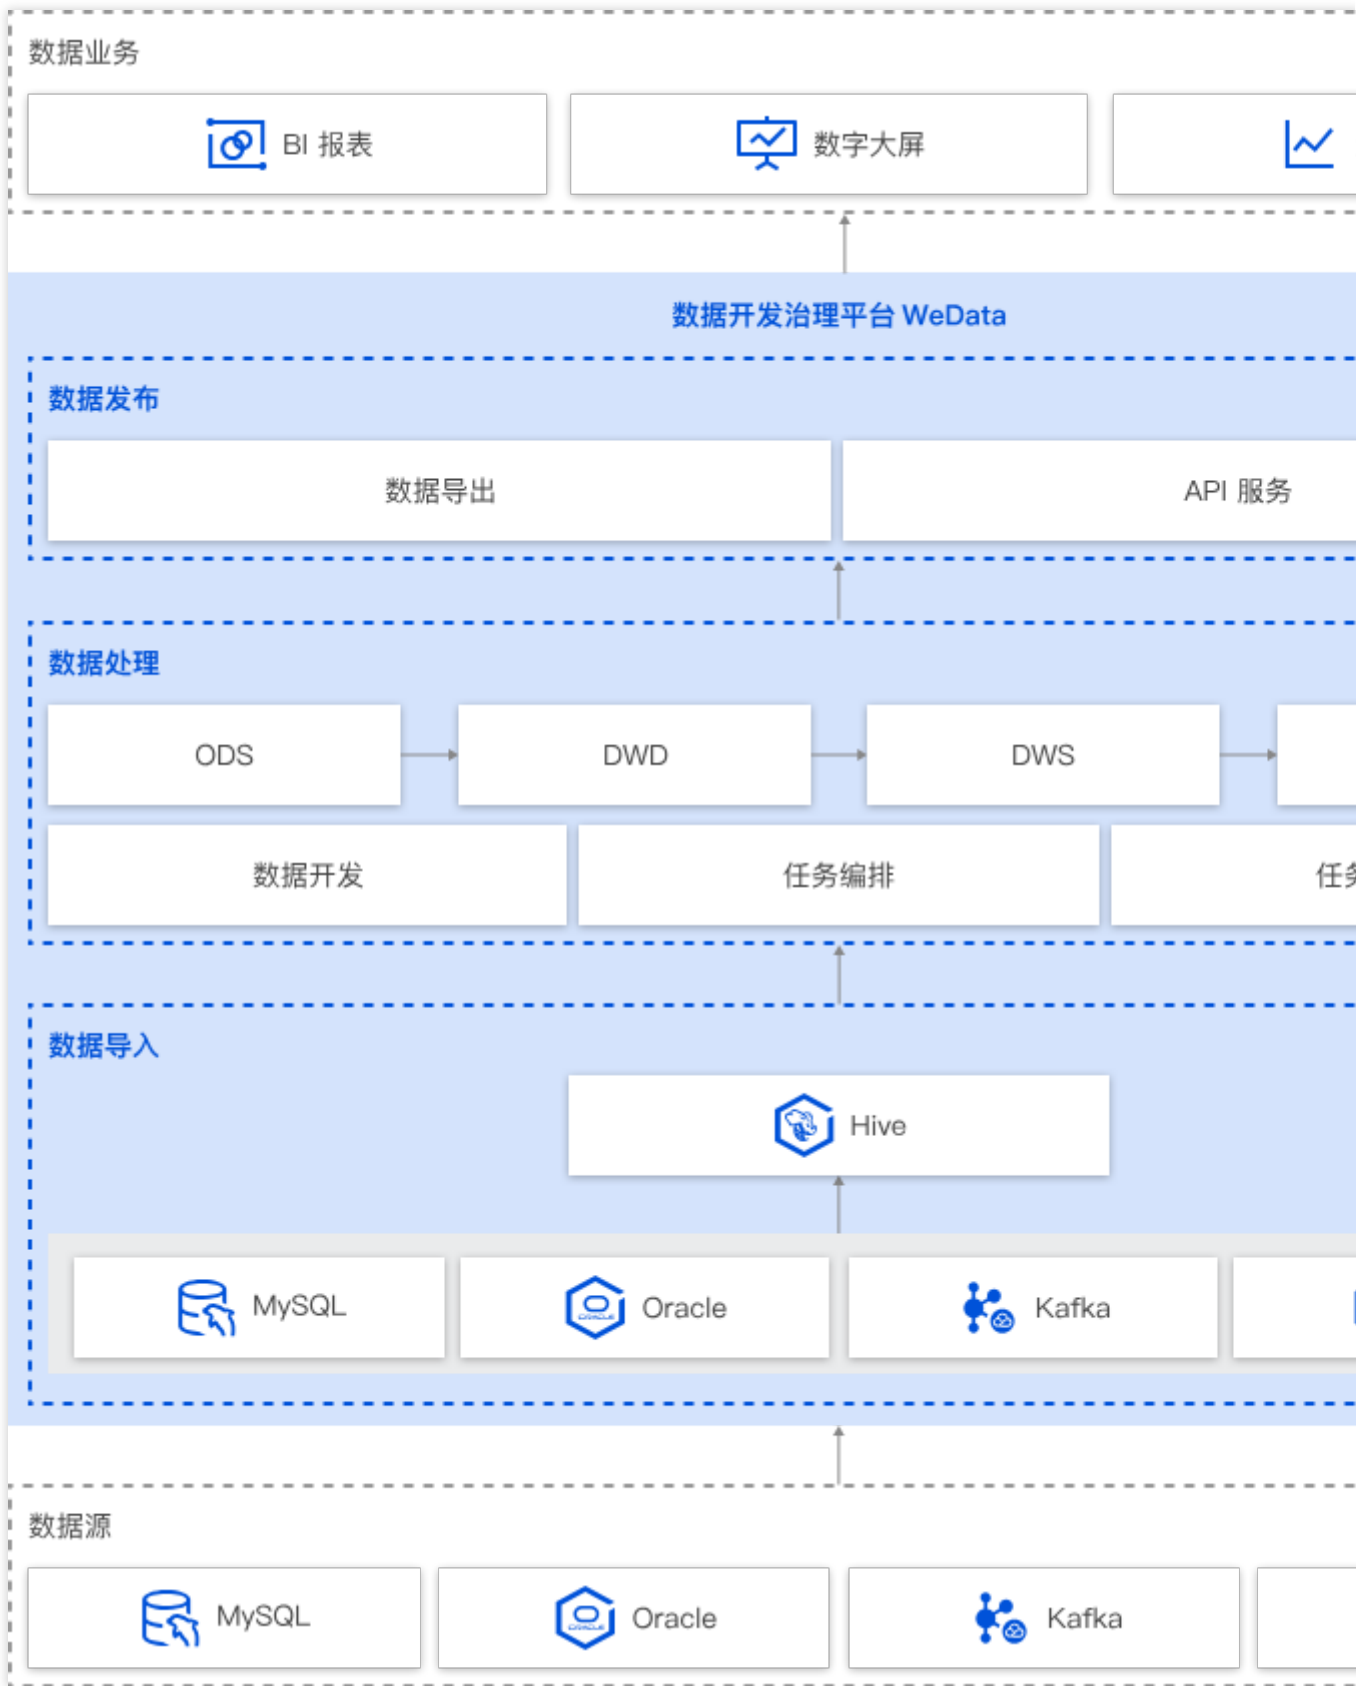 数据业务
BI 报表
数字大屏
数据开发治理平台 WeData
数据发布
数据导出
API 服务
数据处理
ODS
DWD
DWS
数据开发
任务编排
任
数据导入
Hive
MySQL
Oracle
Kafka
数据源
MySQL
Oracle
Kafka